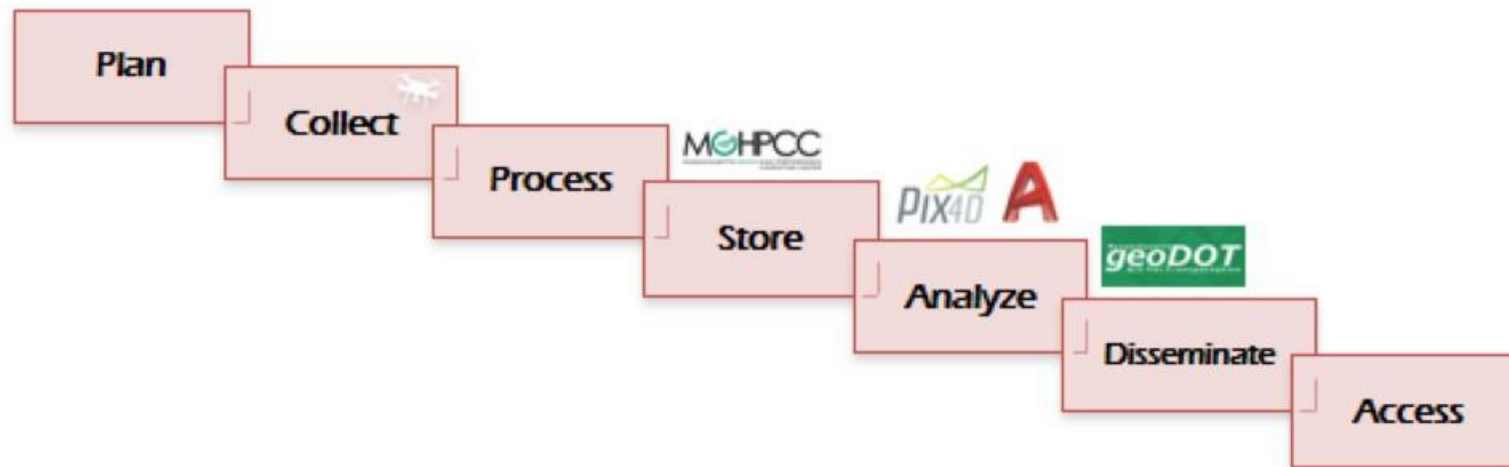 Plan
Collect
Process
MGHPCC
Store
PIX4D
A
Analyze
geoDOT
Disseminate
Access